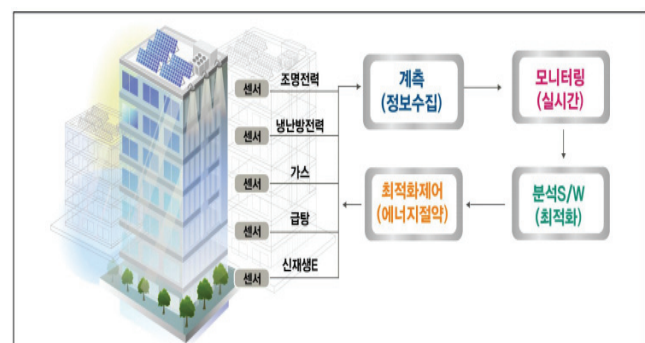 센서 조명전력
센서 냉난방전력
센서 가스
센서 급탕
센서 신재생E
계측
(정보수집)
모니터링
(실시간)
분석S/W
(최적화)
최적화제어
(에너지절약)